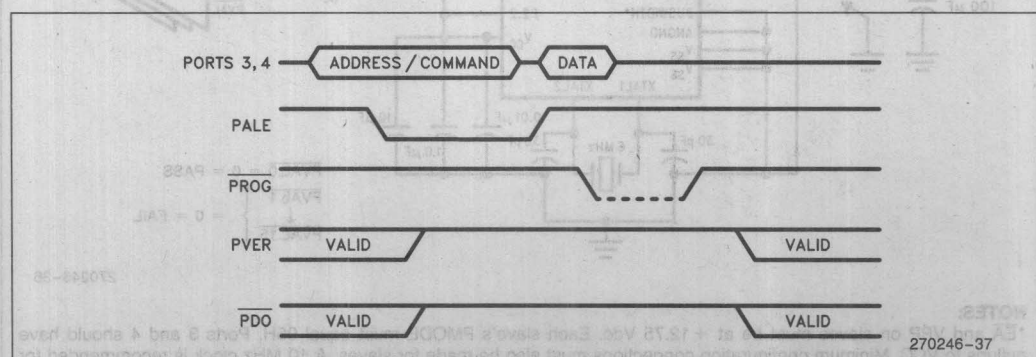 PORTS 3, 4
ADDRESS / COMMAND
DATA
PALE
PROG
PVER
VALID
VALID
PDO
VALID
VALID
270246-37